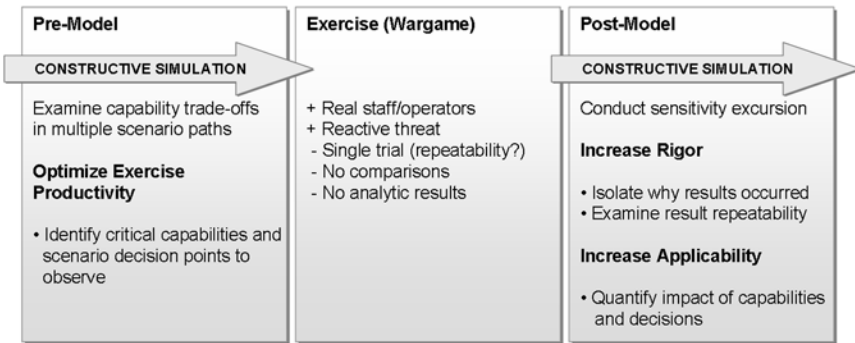 Pre-Model
CONSTRUCTIVE SIMULATION
Examine capability trade-offs
in multiple scenario paths
Optimize Exercise
Productivity
• Identify critical capabilities and
scenario decision points to
observe
Exercise (Wargame)
+ Real staff/operators
+ Reactive threat
- Single trial (repeatability?)
- No comparisons
- No analytic results
Post-Model
CONSTRUCTIVE SIMULATION
Conduct sensitivity excursion
Increase Rigor
• Isolate why results occurred
• Examine result repeatability
Increase Applicability
• Quantify impact of capabilities
and decisions